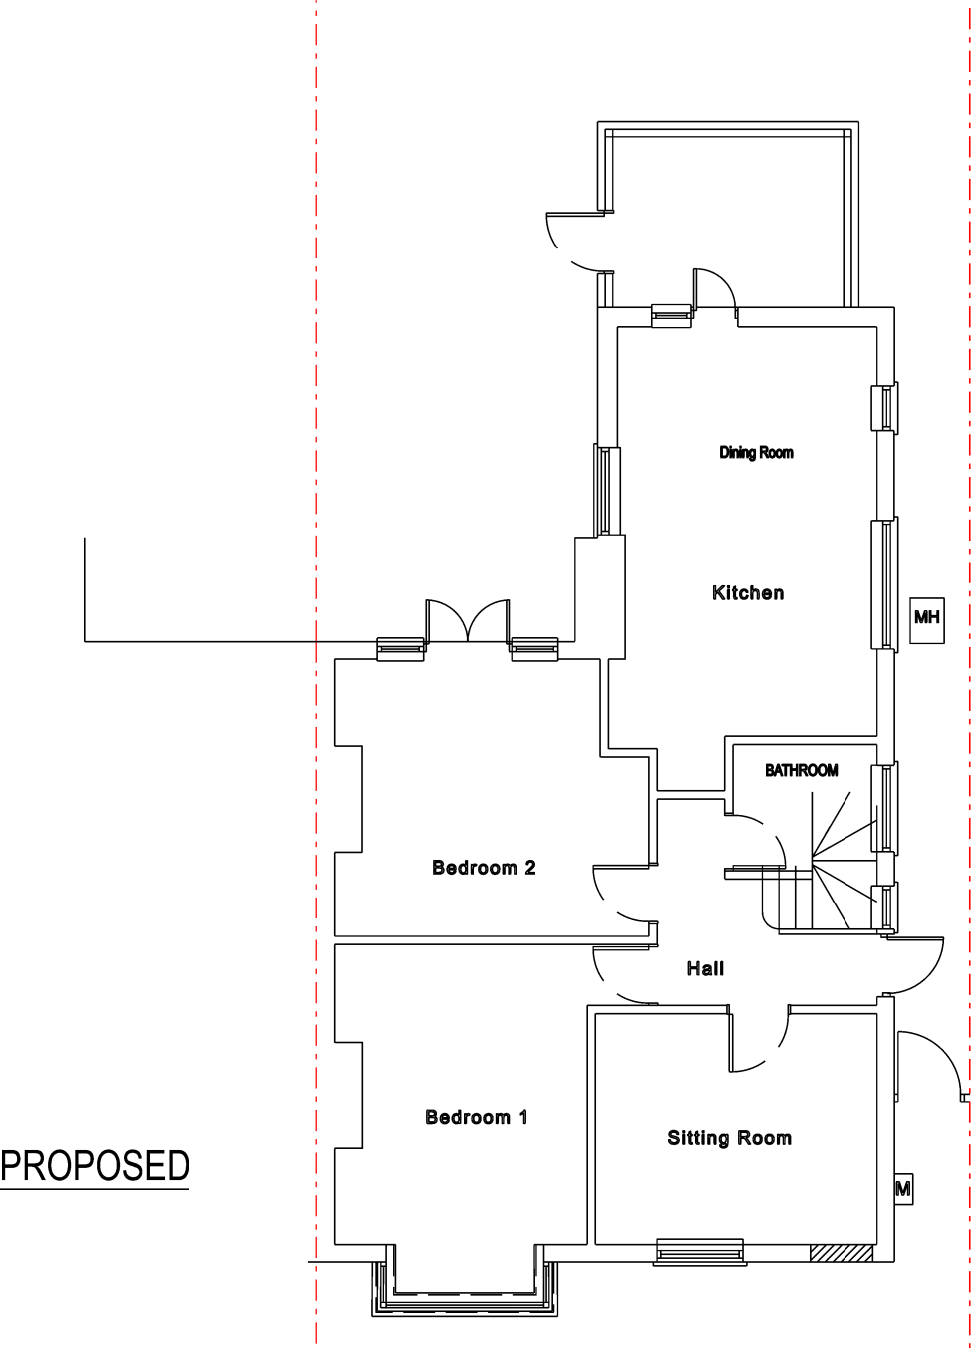 Dining Room
Kitchen
MH
BATHROOM
Bedroom 2
Hall
Bedroom 1
Sitting Room
PROPOSED
M